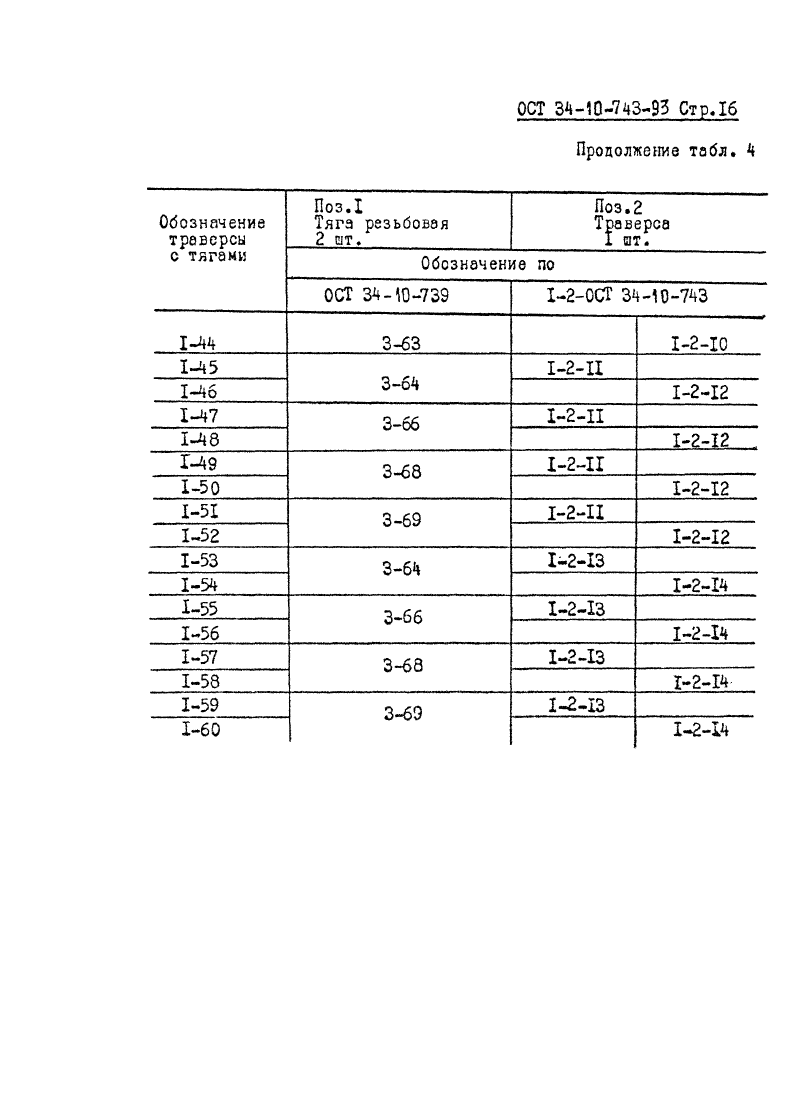 ОСТ 34-10-743-93 Стр.16
Продолжение табл. 4
Обозначение
траверсы
с тягами
Поз.I
Тяга резьбовая
2 шт.
Поз.2
Траверса
I шт.
Обозначение по
ОСТ 34-10-739
I-2-ОСТ 34-10-743
I-44 3-63 I-2-IO
I-45 3-64 I-2-II
I-46 I-2-I2
I-47 3-66 I-2-II
I-48 I-2-I2
I-49 3-68 I-2-II
I-50 I-2-I2
I-5I 3-69 I-2-II
I-52 I-2-I2
I-53 3-64 I-2-I3
I-54 I-2-I4
I-55 3-66 I-2-I3
I-56 I-2-I4
I-57 3-68 I-2-I3
I-58 I-2-I4
I-59 3-69 I-2-I3
I-60 I-2-I4